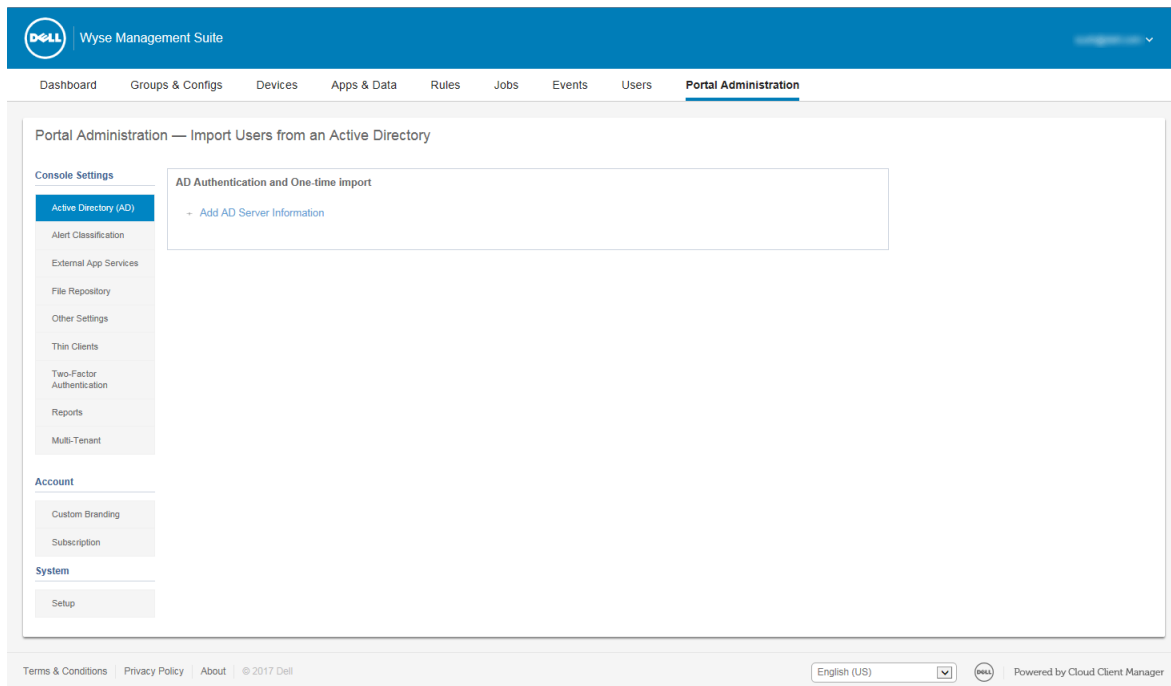 DELL
Wyse Management Suite
Dashboard
Groups & Configs
Devices
Apps & Data
Rules
Jobs
Events
Users
Portal Administration
Portal Administration — Import Users from an Active Directory
Console Settings
Active Directory (AD)
Alert Classification
External App Services
File Repository
Other Settings
Thin Clients
Two-Factor
Authentication
Reports
Multi-Tenant
Account
Custom Branding
Subscription
System
Setup
AD Authentication and One-time import
Add AD Server Information
Terms & Conditions
Privacy Policy
About
© 2017 Dell
English (US)
DELL
Powered by Cloud Client Manager